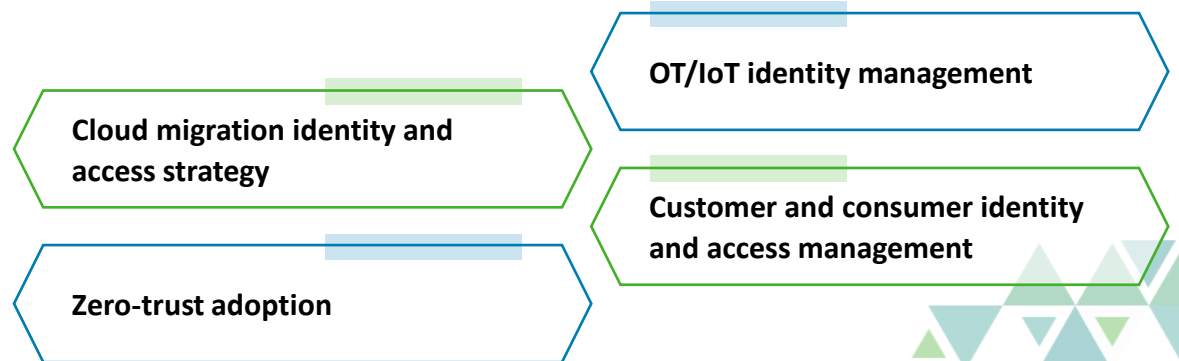 OT/IoT identity management
Cloud migration identity and
access strategy
Customer and consumer identity
and access management
Zero-trust adoption